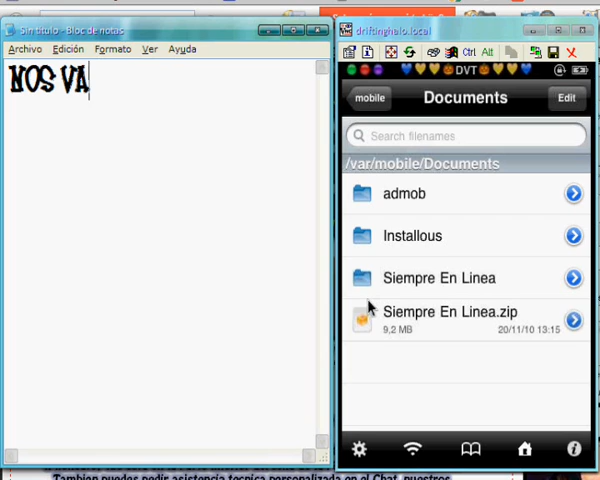 Sin título - Bloc de notas
Archivo Edición Formato Ver Ayuda
NOS VA
driftinghalo.local
Ctrl Alt
DVT
mobile
Documents
Edit
Search filenames
/var/mobile/Documents
admob
Installous
Siempre En Linea
Siempre En Linea.zip
9,2 MB
20/11/10 13:15
Tambien puedes pedir asistencia tecnica personalizada en el Chat, nuestros